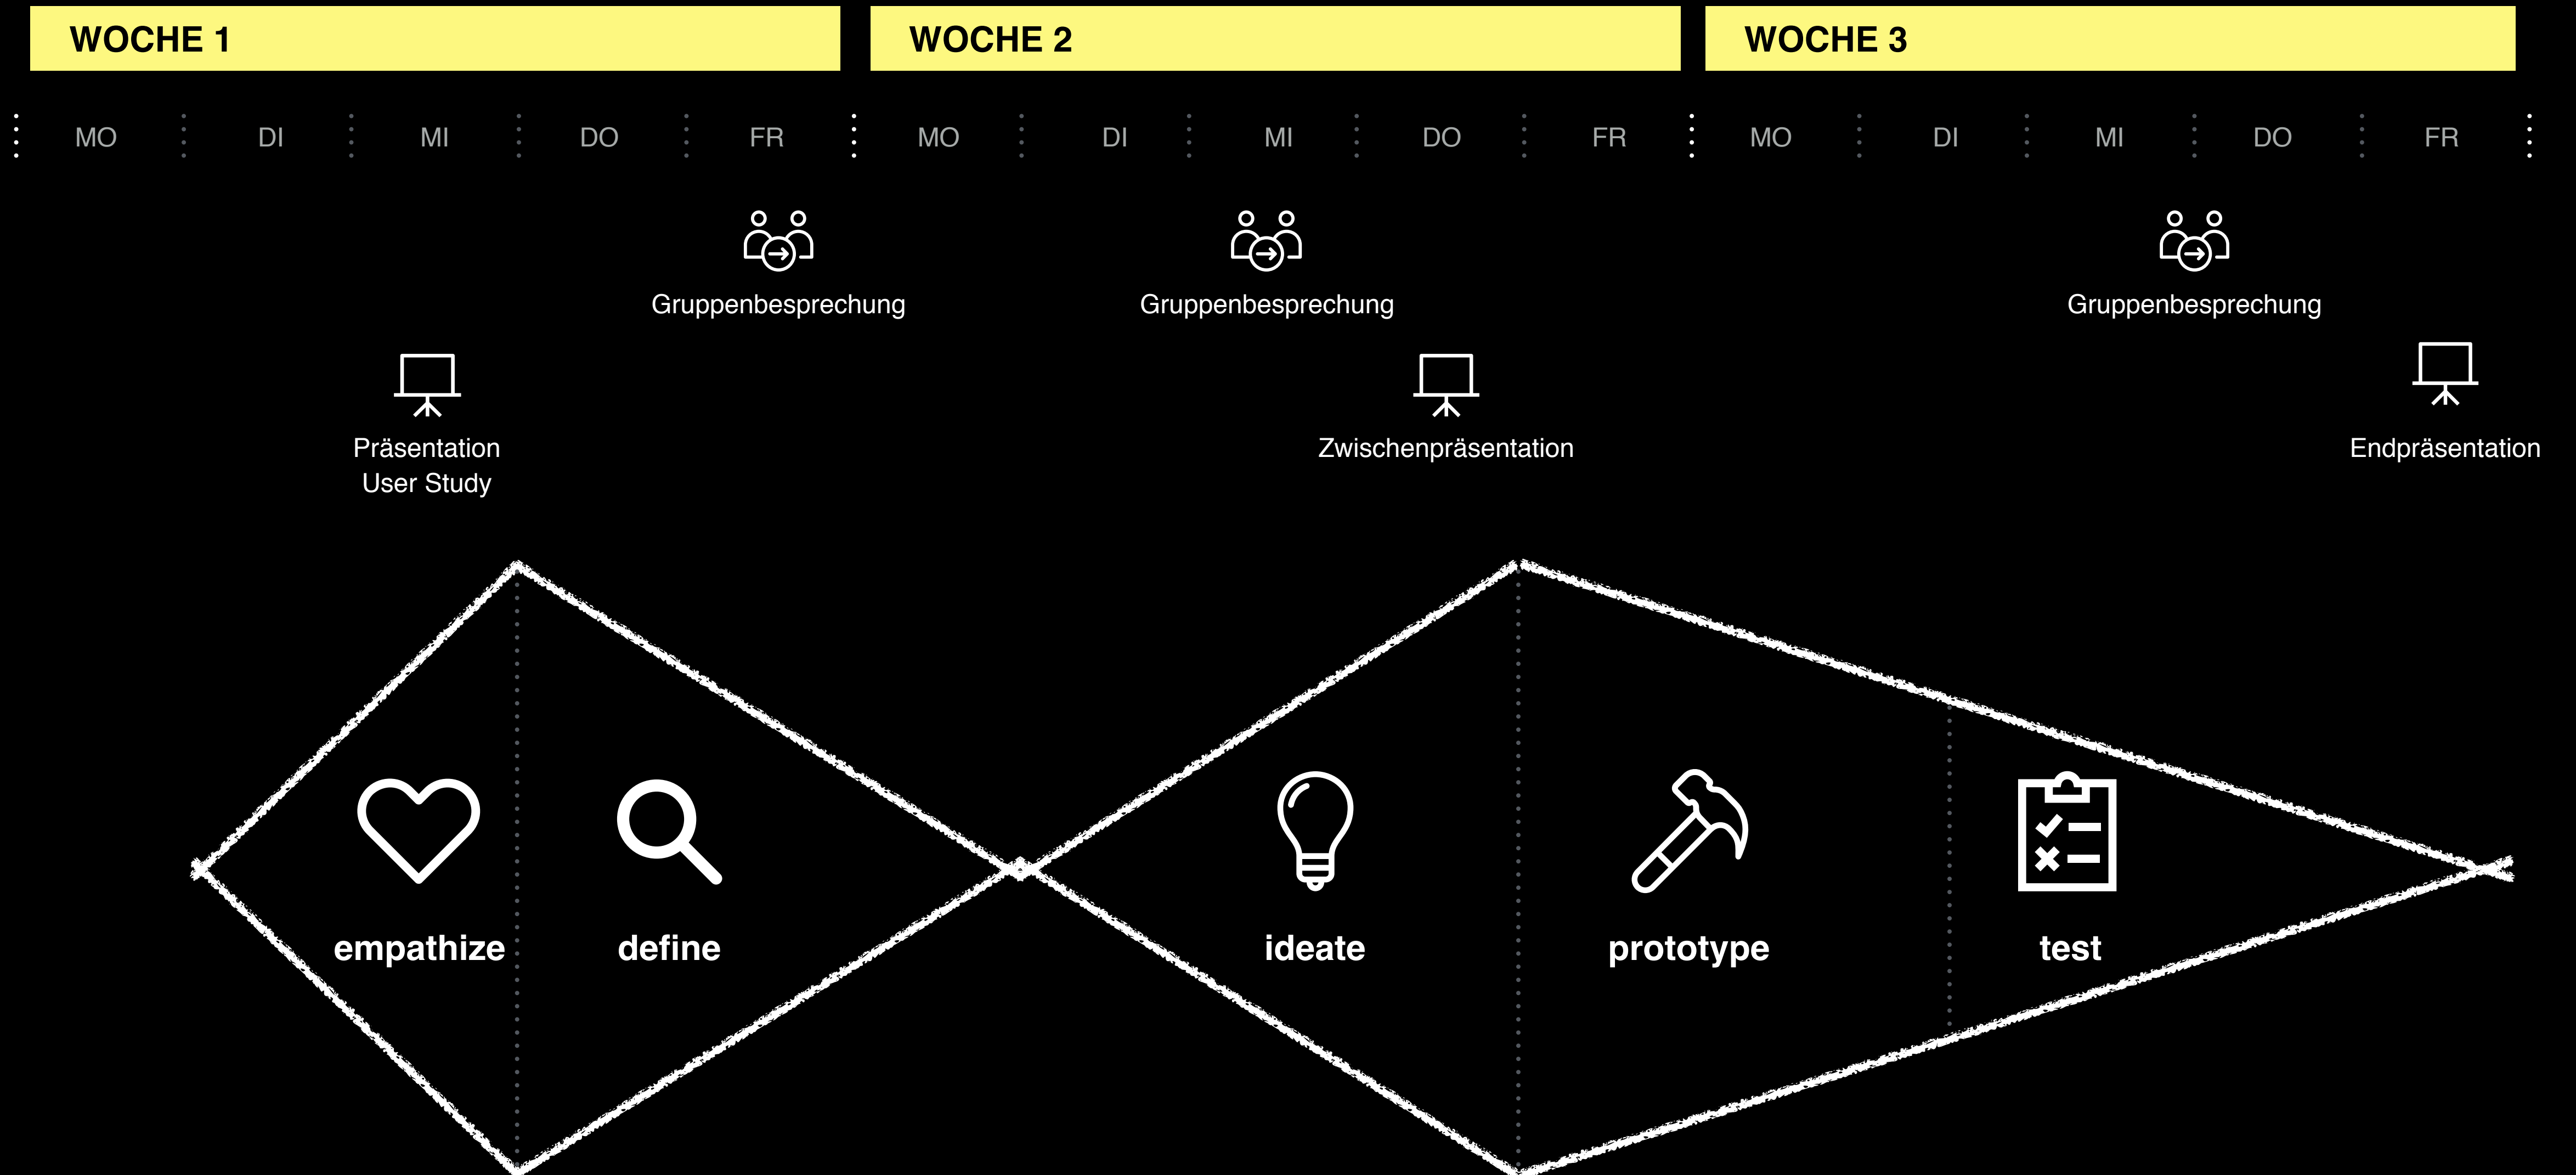 WOCHE 1 WOCHE 2 WOCHE 3
MO DI MI DO FR MO DI MI DO FR MO DI MI DO FR
Gruppenbesprechung Gruppenbesprechung Gruppenbesprechung
Präsentation Zwischenpräsentation Endpräsentation
User Study
empathize define ideate prototype test